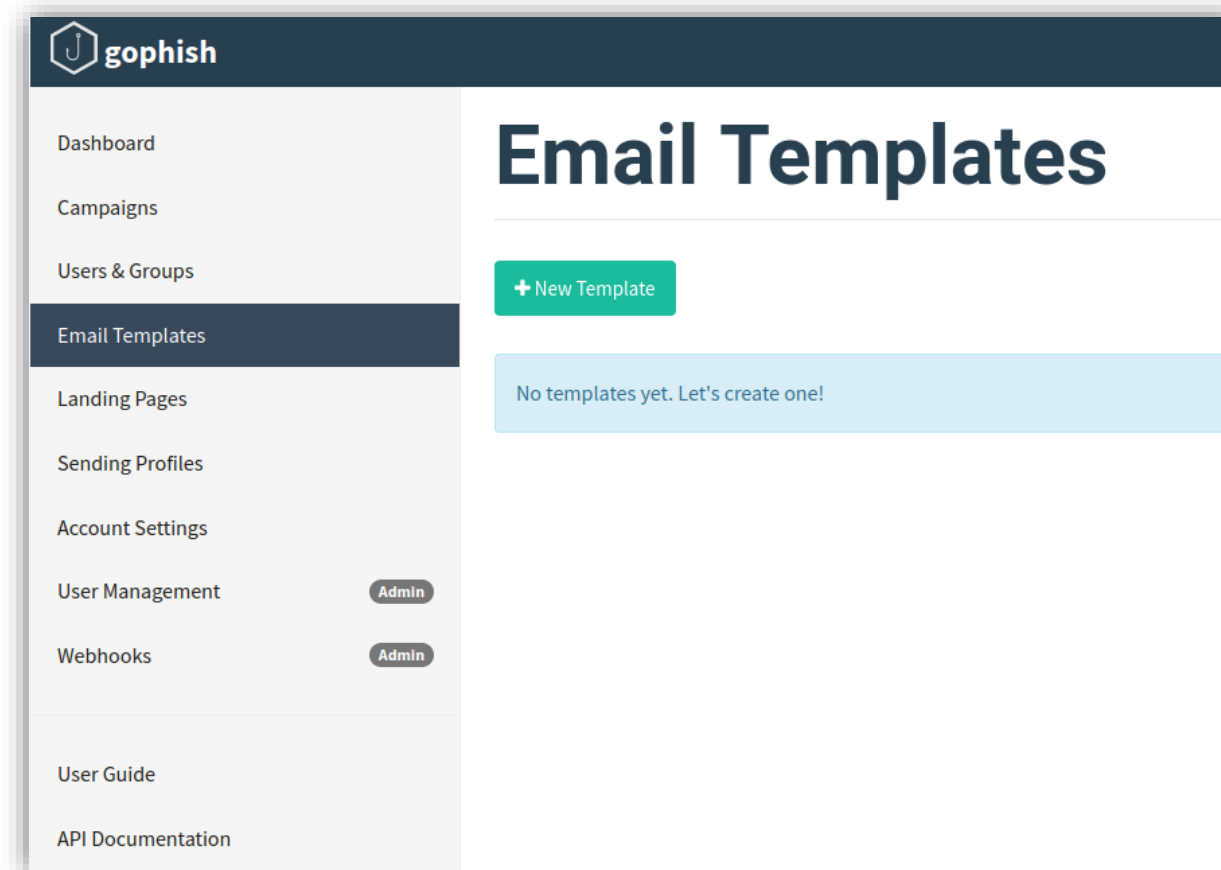 gophish
Dashboard
Campaigns
Users & Groups
Email Templates
Landing Pages
Sending Profiles
Account Settings
User Management Admin
Webhooks Admin
User Guide
API Documentation
Email Templates
New Template
No templates yet. Let's create one!